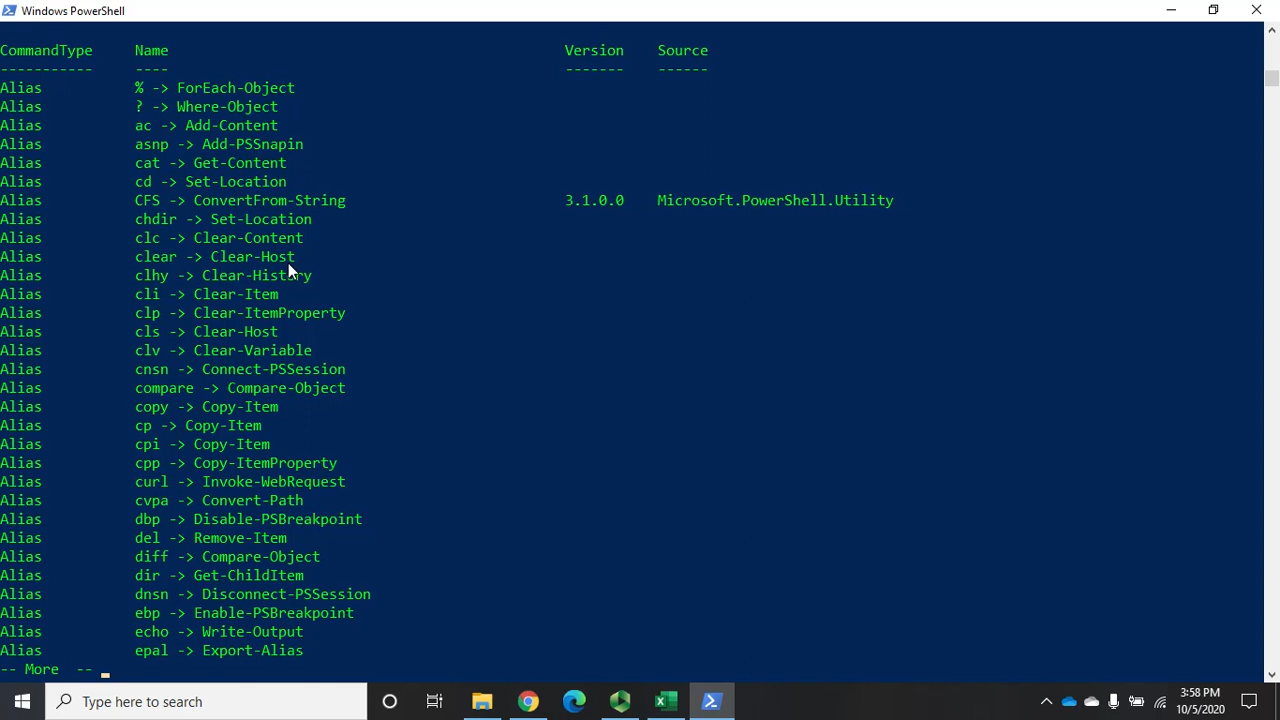 Windows PowerShell
CommandType Name Version Source
----------- ---- ------- ------
Alias % -> ForEach-Object
Alias ? -> Where-Object
Alias ac -> Add-Content
Alias asnp -> Add-PSSnapin
Alias cat -> Get-Content
Alias cd -> Set-Location
Alias CFS -> ConvertFrom-String 3.1.0.0 Microsoft.PowerShell.Utility
Alias chdir -> Set-Location
Alias clc -> Clear-Content
Alias clear -> Clear-Host
Alias clhy -> Clear-History
Alias cli -> Clear-Item
Alias clp -> Clear-ItemProperty
Alias cls -> Clear-Host
Alias clv -> Clear-Variable
Alias cnsn -> Connect-PSSession
Alias compare -> Compare-Object
Alias copy -> Copy-Item
Alias cp -> Copy-Item
Alias cpi -> Copy-Item
Alias cpp -> Copy-ItemProperty
Alias curl -> Invoke-WebRequest
Alias cvpa -> Convert-Path
Alias dbp -> Disable-PSBreakpoint
Alias del -> Remove-Item
Alias diff -> Compare-Object
Alias dir -> Get-ChildItem
Alias dnsn -> Disconnect-PSSession
Alias ebp -> Enable-PSBreakpoint
Alias echo -> Write-Output
Alias epal -> Export-Alias
-- More --
Type here to search
3:58 PM
10/5/2020